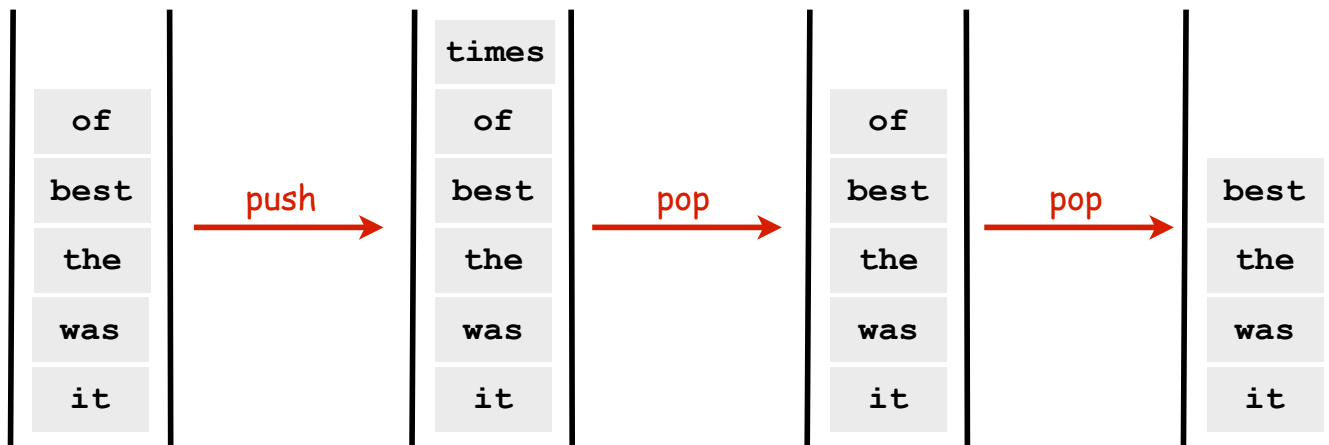 of
best
the
was
it
push
times
of
best
the
was
it
pop
of
best
the
was
it
pop
best
the
was
it